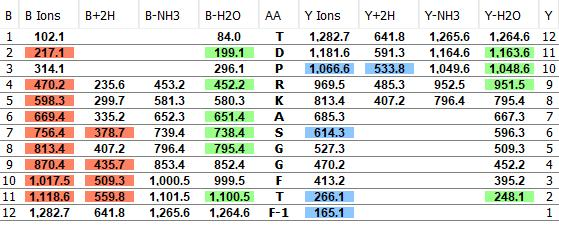 B B Ions B+2H B-NH3 B-H2O AA Y Ions Y+2H Y-NH3 Y-H2O Y
1 102.1 84.0 T 1,282.7 641.8 1,265.6 1,264.6 12
2 217.1 199.1 D 1,181.6 591.3 1,164.6 1,163.6 11
3 314.1 296.1 P 1,066.6 533.8 1,049.6 1,048.6 10
4 470.2 235.6 453.2 452.2 R 969.5 485.3 952.5 951.5 9
5 598.3 299.7 581.3 580.3 K 813.4 407.2 796.4 795.4 8
6 669.4 335.2 652.3 651.4 A 685.3 667.3 7
7 756.4 378.7 739.4 738.4 S 614.3 596.3 6
8 813.4 407.2 796.4 795.4 G 527.3 509.3 5
9 870.4 435.7 853.4 852.4 G 470.2 452.2 4
10 1,017.5 509.3 1,000.5 999.5 F 413.2 395.2 3
11 1,118.6 559.8 1,101.5 1,100.5 T 266.1 248.1 2
12 1,282.7 641.8 1,265.6 1,264.6 F-1 165.1 1